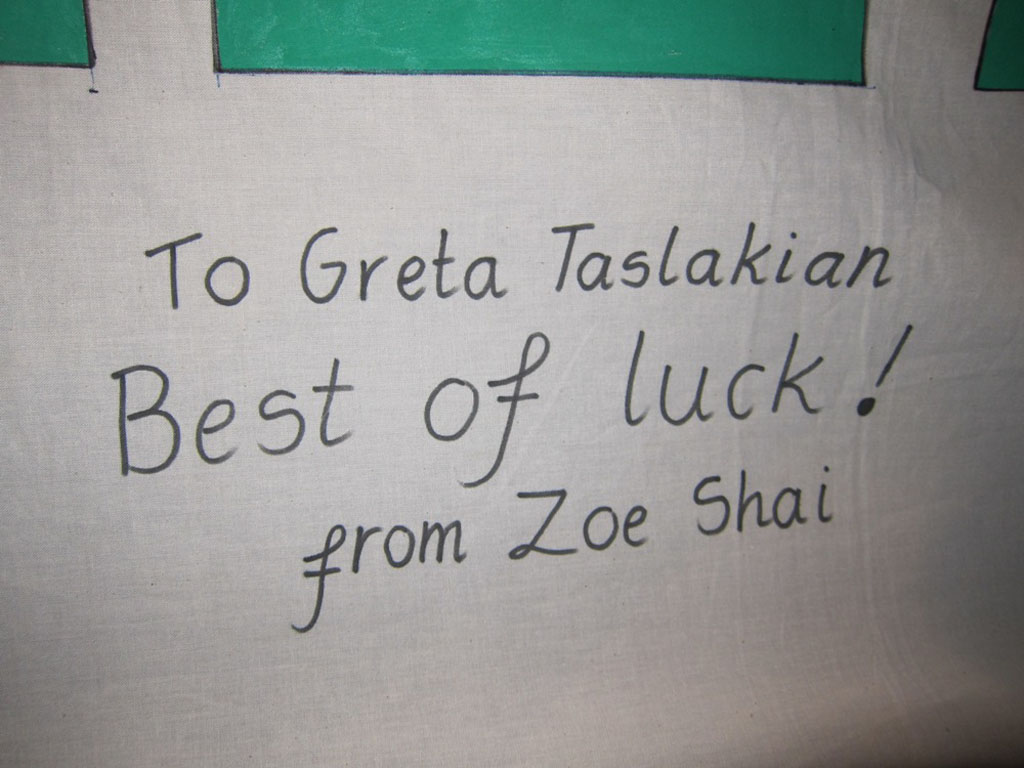 To Greta Taslakian
Best of luck!
from Zoe Shai